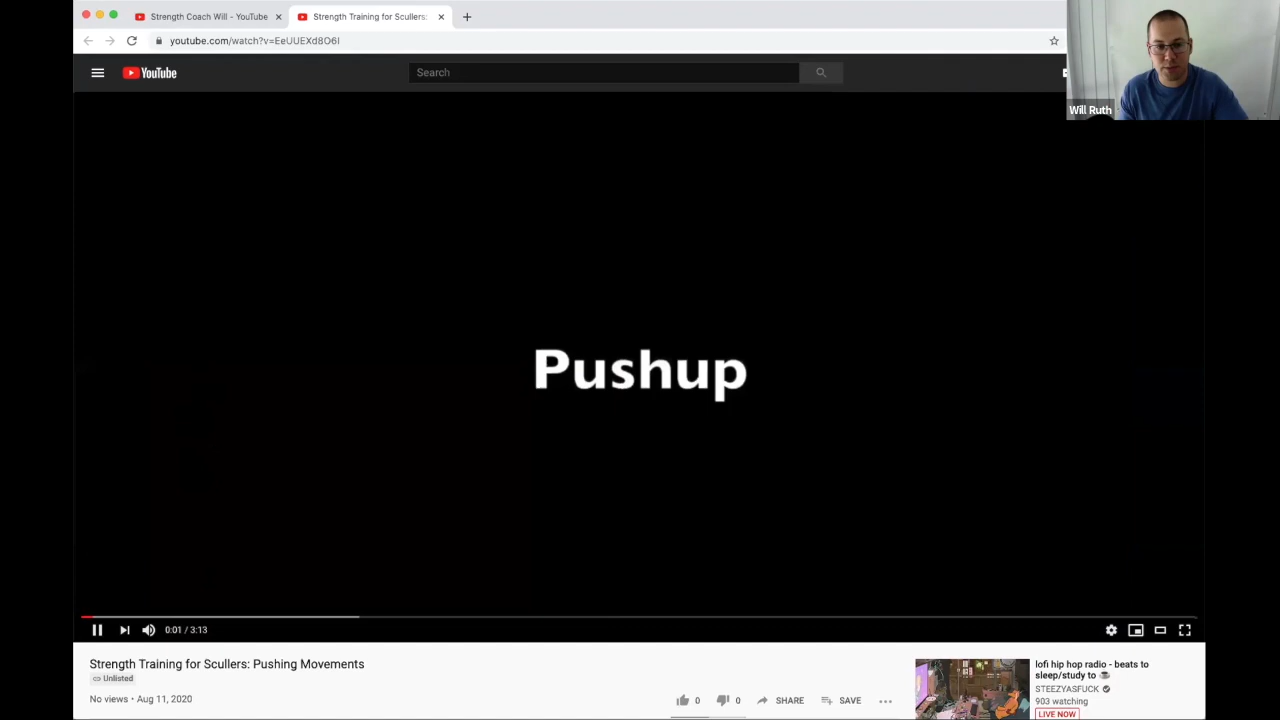 Strength Coach Will - YouTube
Strength Training for Scullers:
youtube.com/watch?v=EeUUEXd8O6I
YouTube
Search
Will Ruth
Pushup
0:01 / 3:13
Strength Training for Scullers: Pushing Movements
Unlisted
No views • Aug 11, 2020
0
0
SHARE
SAVE
lofi hip hop radio - beats to
sleep/study to
STEEZYASFUCK
903 watching
LIVE NOW